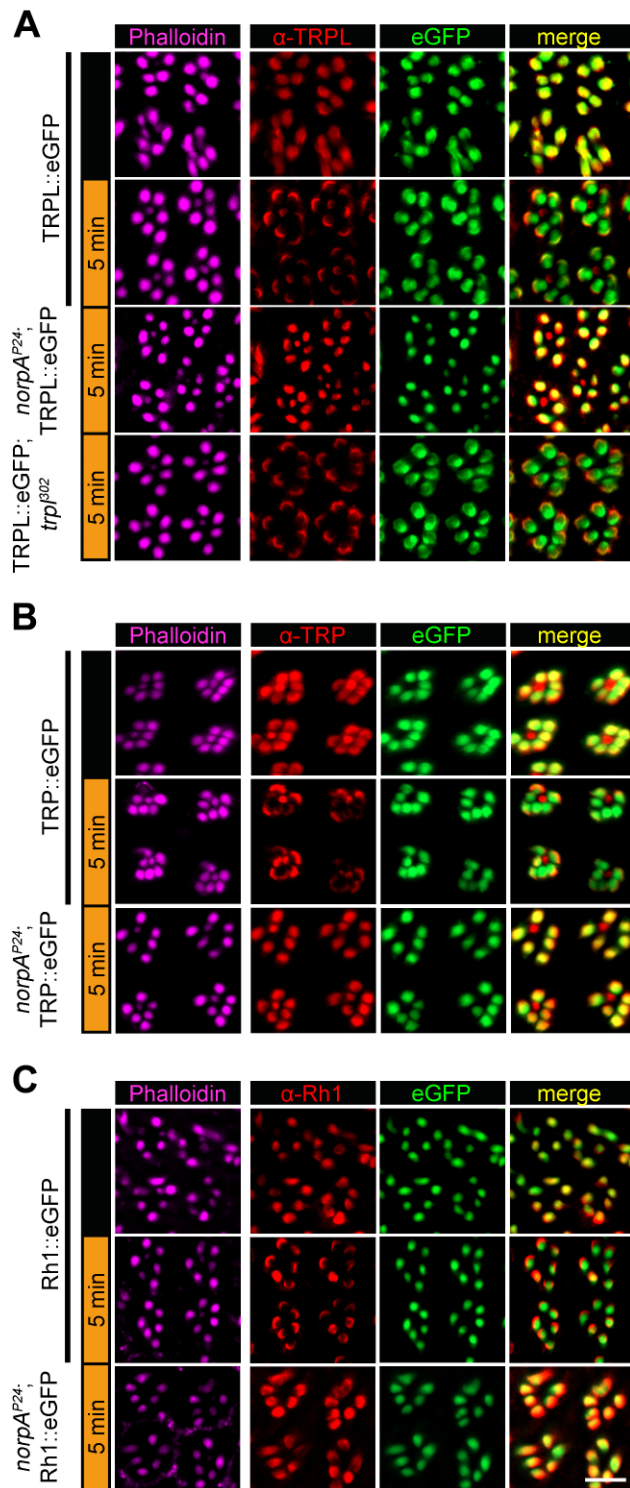 A
Phalloidin α-TRPL eGFP merge
TRPL::eGFP
5 min
norpA^P24;
TRPL::eGFP
5 min
TRPL::eGFP;
trpl^302
5 min
B
Phalloidin α-TRP eGFP merge
TRP::eGFP
5 min
norpA^P24;
TRP::eGFP
5 min
C
Phalloidin α-Rh1 eGFP merge
Rh1::eGFP
5 min
norpA^P24;
Rh1::eGFP
5 min